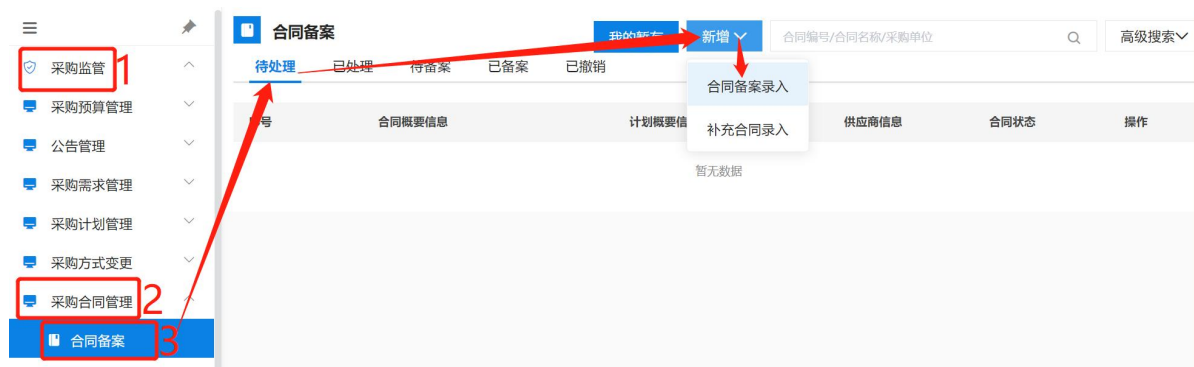 合同备案
我的暂存
新增
合同编号/合同名称/采购单位
高级搜索
采购监管
1
待处理
已处理
待备案
已备案
已撤销
合同备案录入
采购预算管理
合同概要信息
计划概要信
供应商信息
合同状态
操作
补充合同录入
公告管理
暂无数据
采购需求管理
采购计划管理
采购方式变更
采购合同管理
2
合同备案
3